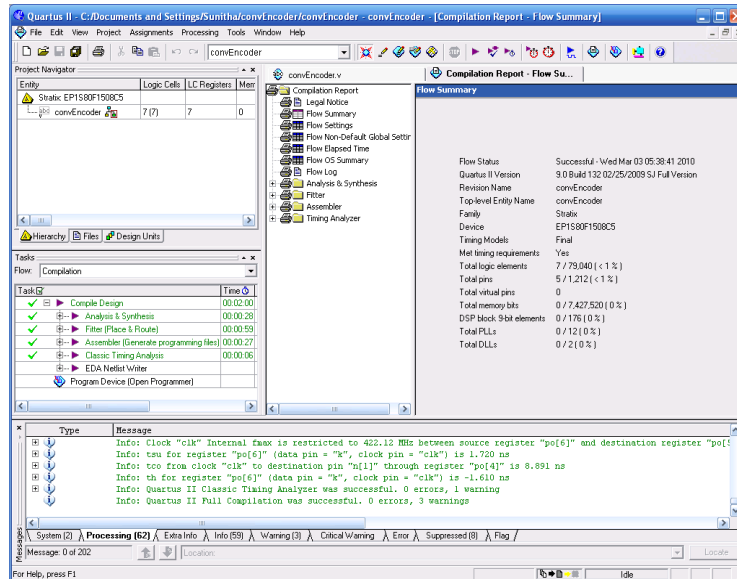 Quartus II - C:/Documents and Settings/Sunitha/convEncoder/convEncoder - convEncoder - [Compilation Report - Flow Summary]
File Edit View Project Assignments Processing Tools Window Help
convEncoder
Project Navigator
Entity Logic Cells LC Registers Mem
Stratix: EP1S80F1508C5
convEncoder 7 (7) 7 0
Hierarchy Files Design Units
Tasks
Flow: Compilation
Task Time
Compile Design 00:02:00
Analysis & Synthesis 00:00:28
Fitter (Place & Route) 00:00:59
Assembler (Generate programming files) 00:00:27
Classic Timing Analysis 00:00:06
EDA Netlist Writer
Program Device (Open Programmer)
convEncoder.v
Compilation Report
Legal Notice
Flow Summary
Flow Settings
Flow Non-Default Global Settin
Flow Elapsed Time
Flow OS Summary
Flow Log
Analysis & Synthesis
Fitter
Assembler
Timing Analyzer
Compilation Report - Flow Su...
Flow Summary
Flow Status Successful - Wed Mar 03 05:38:41 2010
Quartus II Version 9.0 Build 132 02/25/2009 SJ Full Version
Revision Name convEncoder
Top-level Entity Name convEncoder
Family Stratix
Device EP1S80F1508C5
Timing Models Final
Met timing requirements Yes
Total logic elements 7 / 79,040 ( < 1 % )
Total pins 5 / 1,212 ( < 1 % )
Total virtual pins 0
Total memory bits 0 / 7,427,520 ( 0 % )
DSP block 9-bit elements 0 / 176 ( 0 % )
Total PLLs 0 / 12 ( 0 % )
Total DLLs 0 / 2 ( 0 % )
Type Message
Info: Clock "clk" Internal fmax is restricted to 422.12 MHz between source register "po[6]" and destination register "po[5
Info: tsu for register "po[6]" (data pin = "k", clock pin = "clk") is 1.720 ns
Info: tco from clock "clk" to destination pin "n[1]" through register "po[4]" is 8.891 ns
Info: th for register "po[6]" (data pin = "k", clock pin = "clk") is -1.610 ns
Info: Quartus II Classic Timing Analyzer was successful. 0 errors, 1 warning
Info: Quartus II Full Compilation was successful. 0 errors, 3 warnings
System (2) Processing (62) Extra Info Info (59) Warning (3) Critical Warning Error Suppressed (8) Flag
Messages
Message: 0 of 202 Location: Locate
For Help, press F1 Idle